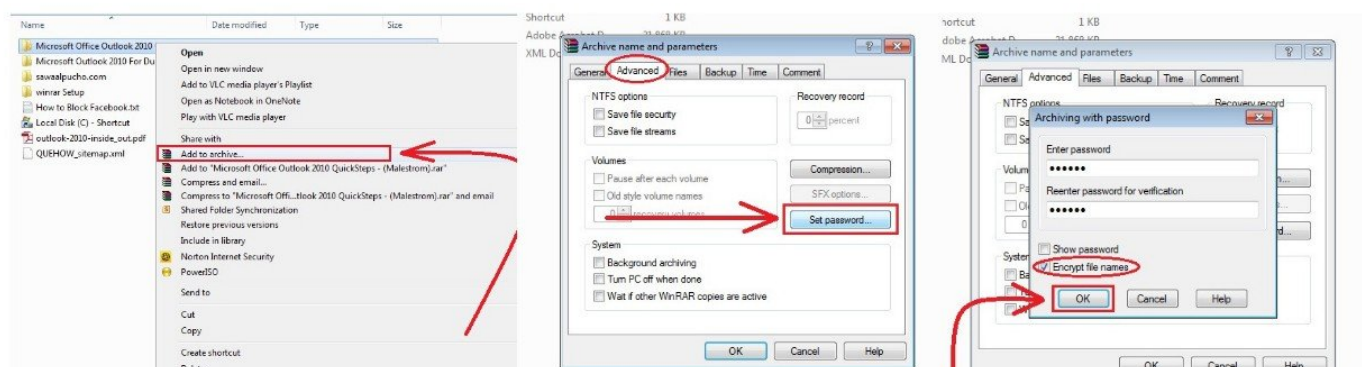 Name Date modified Type Size
Microsoft Office Outlook 2010
Microsoft Outlook 2010 For Du
sawaalpucho.com
winrar Setup
How to Block Facebook.txt
Local Disk (C) - Shortcut
outlook-2010-inside_out.pdf
QUEHOW_sitemap.xml
Open
Open in new window
Add to VLC media player's Playlist
Open as Notebook in OneNote
Play with VLC media player
Share with
Add to archive...
Add to "Microsoft Office Outlook 2010 QuickSteps - (Malestrom).rar"
Compress and email...
Compress to "Microsoft Offi...tlook 2010 QuickSteps - (Malestrom).rar" and email
Shared Folder Synchronization
Restore previous versions
Include in library
Norton Internet Security
PowerISO
Send to
Cut
Copy
Create shortcut
Shortcut 1 KB
Adobe
XML Do
Archive name and parameters
General Advanced Files Backup Time Comment
NTFS options
Save file security
Save file streams
Recovery record
0 percent
Volumes
Pause after each volume
Old style volume names
0 recovery volumes
Compression...
SFX options...
Set password...
System
Background archiving
Turn PC off when done
Wait if other WinRAR copies are active
OK Cancel Help
hortcut 1 KB
dobe
ML Do
Archive name and parameters
General Advanced Files Backup Time Comment
NTFS options
Recovery record
Archiving with password
Enter password
••••••
Reenter password for verification
••••••
Show password
Encrypt file names
OK Cancel Help
Volum
System
OK Cancel Help